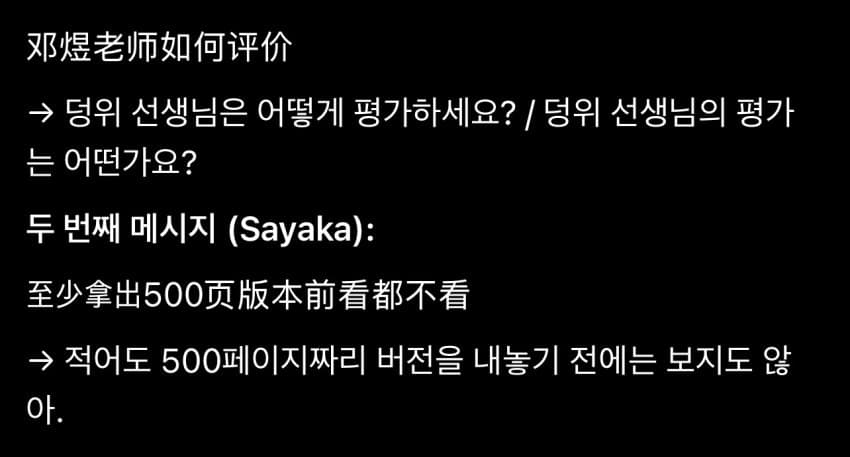 邓煜老师如何评价
→ 덩위 선생님은 어떻게 평가하세요? / 덩위 선생님의 평가
는 어떤가요?
두 번째 메시지 (Sayaka):
至少拿出500页版本前看都不看
→ 적어도 500페이지짜리 버전을 내놓기 전에는 보지도 않
아.